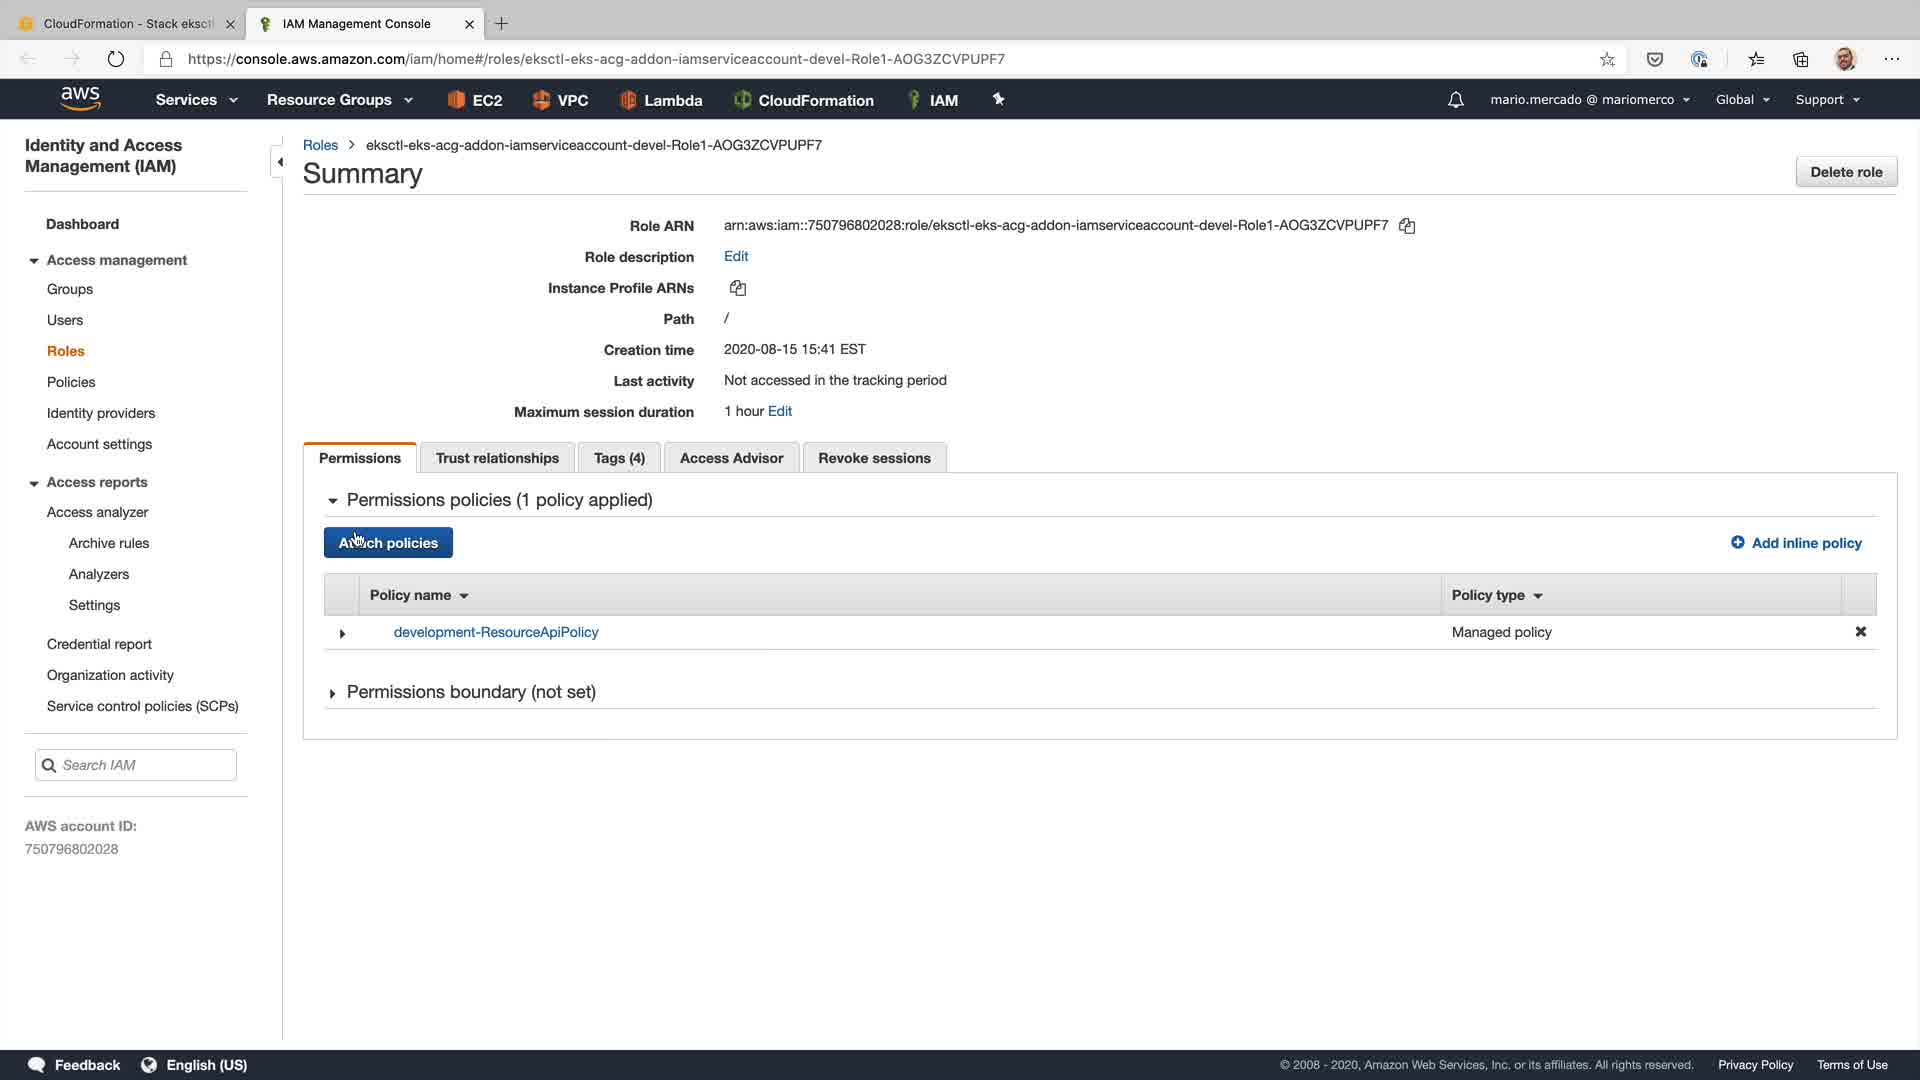 CloudFormation - Stack eksctl
IAM Management Console
https://console.aws.amazon.com/iam/home#/roles/eksctl-eks-acg-addon-iamserviceaccount-devel-Role1-AOG3ZCVPUPF7
aws
Services
Resource Groups
EC2
VPC
Lambda
CloudFormation
IAM
mario.mercado @ mariomerco
Global
Support
Identity and Access
Management (IAM)
Dashboard
Access management
Groups
Users
Roles
Policies
Identity providers
Account settings
Access reports
Access analyzer
Archive rules
Analyzers
Settings
Credential report
Organization activity
Service control policies (SCPs)
Search IAM
AWS account ID:
750796802028
Roles > eksctl-eks-acg-addon-iamserviceaccount-devel-Role1-AOG3ZCVPUPF7
Summary
Delete role
Role ARN arn:aws:iam::750796802028:role/eksctl-eks-acg-addon-iamserviceaccount-devel-Role1-AOG3ZCVPUPF7
Role description Edit
Instance Profile ARNs
Path /
Creation time 2020-08-15 15:41 EST
Last activity Not accessed in the tracking period
Maximum session duration 1 hour Edit
Permissions
Trust relationships
Tags (4)
Access Advisor
Revoke sessions
Permissions policies (1 policy applied)
Attach policies
Add inline policy
Policy name
Policy type
development-ResourceApiPolicy
Managed policy
Permissions boundary (not set)
Feedback
English (US)
© 2008 - 2020, Amazon Web Services, Inc. or its affiliates. All rights reserved.
Privacy Policy
Terms of Use